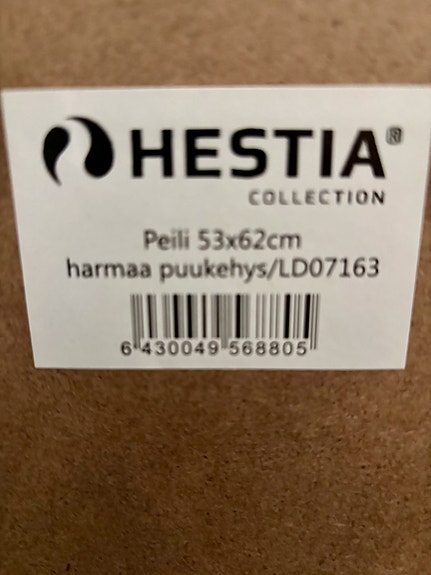 HESTIA®
COLLECTION
Peili 53x62cm
harmaa puukehys/LD07163
6 430049 568805